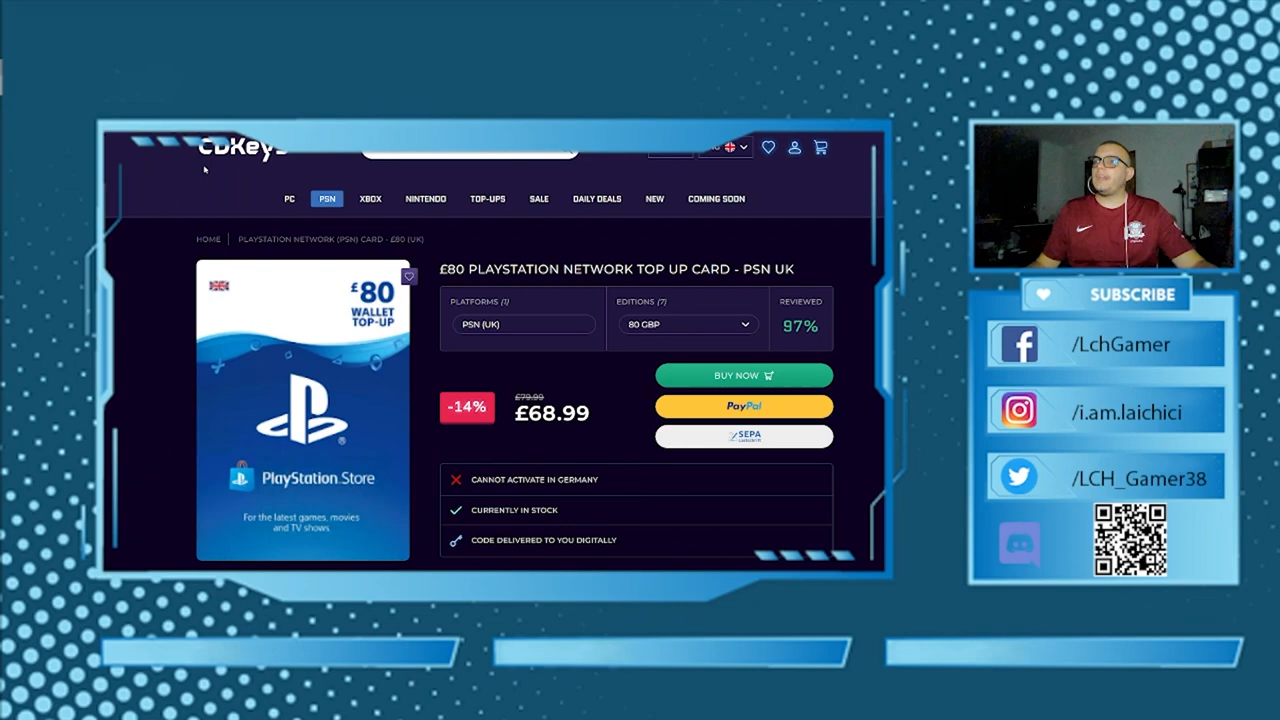 CDKeys
PC PSN XBOX NINTENDO TOP-UPS SALE DAILY DEALS NEW COMING SOON
HOME PLAYSTATION NETWORK (PSN) CARD - £80 (UK)
£80
WALLET
TOP-UP
PlayStation.Store
For the latest games, movies
and TV shows
£80 PLAYSTATION NETWORK TOP UP CARD - PSN UK
PLATFORMS (1) EDITIONS (7) REVIEWED
PSN (UK) 80 GBP 97%
BUY NOW
-14% £79.99
£68.99
PayPal
SEPA
CANNOT ACTIVATE IN GERMANY
CURRENTLY IN STOCK
CODE DELIVERED TO YOU DIGITALLY
SUBSCRIBE
/LchGamer
/i.am.laichici
/LCH_Gamer38